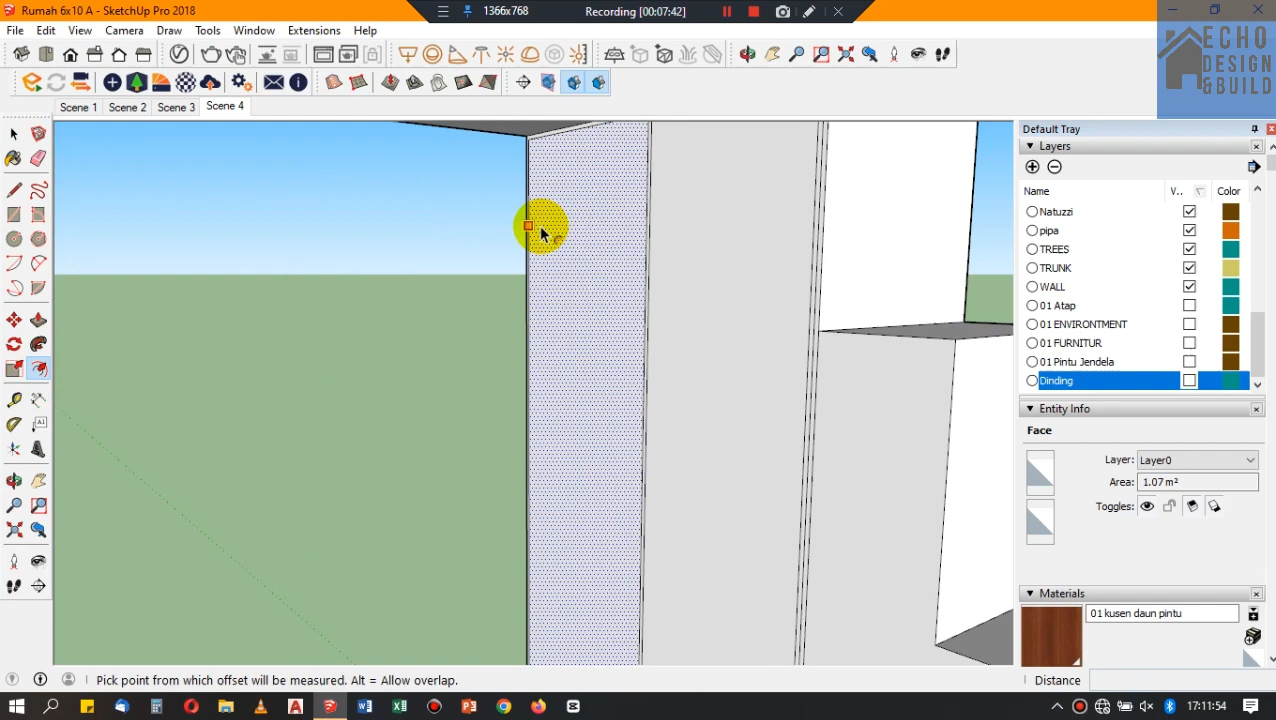 Rumah 6x10 A - SketchUp Pro 2018
1366x768
Recording [00:07:42]
ECHO
DESIGN
&BUILD
File Edit View Camera Draw Tools Window Extensions Help
Scene 1 Scene 2 Scene 3 Scene 4
Default Tray
Layers
Name V.. Color
Natuzzi
pipa
TREES
TRUNK
WALL
01 Atap
01 ENVIRONTMENT
01 FURNITUR
01 Pintu Jendela
Dinding
Entity Info
Face
Layer: Layer0
Area: 1.07 m²
Toggles:
Materials
01 kusen daun pintu
Pick point from which offset will be measured. Alt = Allow overlap.
Distance
17:11:54